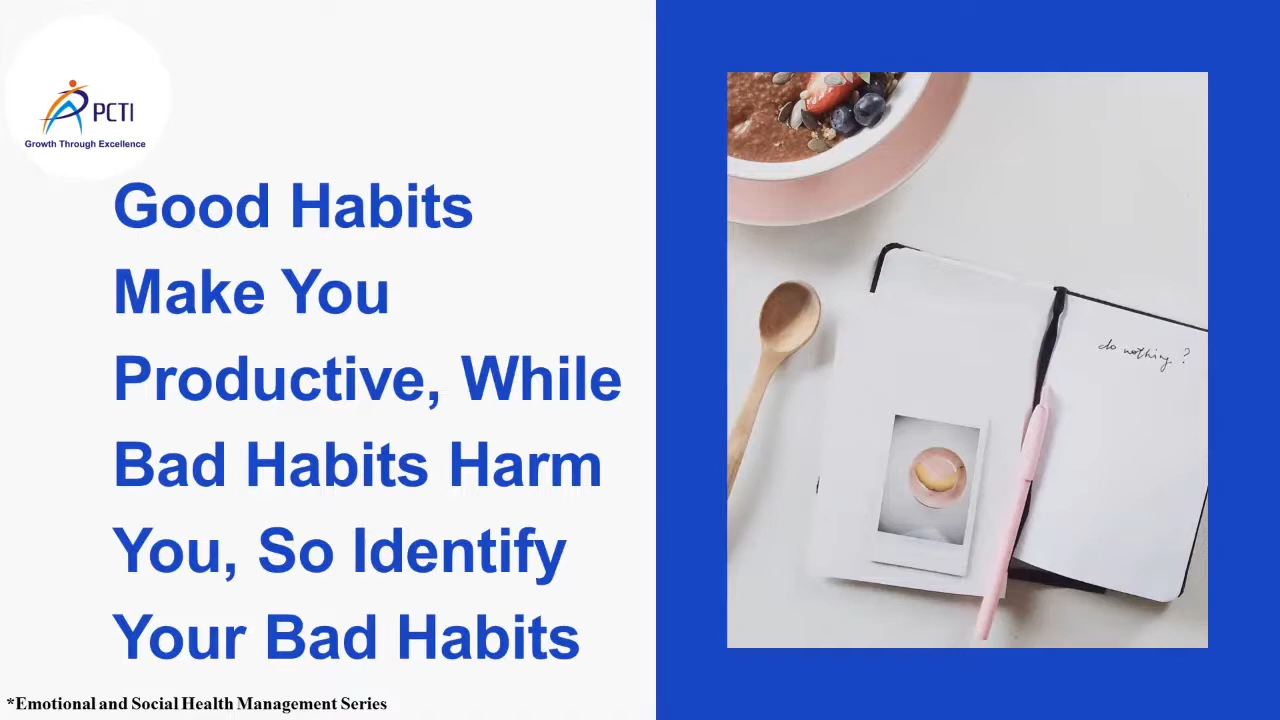 PCTI
Growth Through Excellence
Good Habits
Make You
Productive, While
Bad Habits Harm
You, So Identify
Your Bad Habits
do nothing?
*Emotional and Social Health Management Series